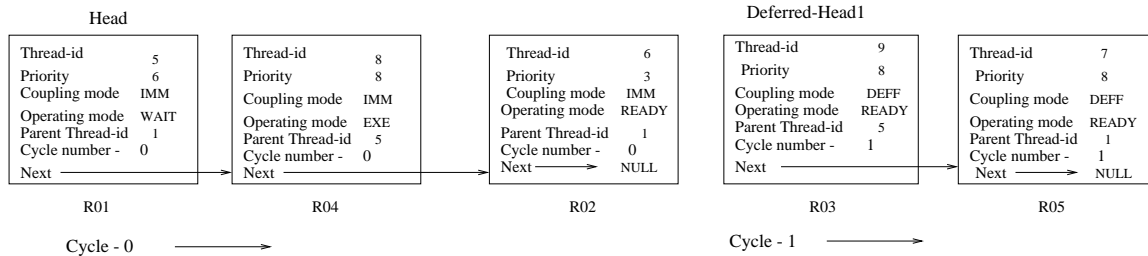 Head
Thread-id 5
Priority 6
Coupling mode IMM
Operating mode WAIT
Parent Thread-id 1
Cycle number - 0
Next
R01
Thread-id 8
Priority 8
Coupling mode IMM
Operating mode EXE
Parent Thread-id 5
Cycle number - 0
Next
R04
Thread-id 6
Priority 3
Coupling mode IMM
Operating mode READY
Parent Thread-id 1
Cycle number - 0
Next NULL
R02
Cycle - 0
Deferred-Head1
Thread-id 9
Priority 8
Coupling mode DEFF
Operating mode READY
Parent Thread-id 5
Cycle number - 1
Next
R03
Thread-id 7
Priority 8
Coupling mode DEFF
Operating mode READY
Parent Thread-id 1
Cycle number - 1
Next NULL
R05
Cycle - 1